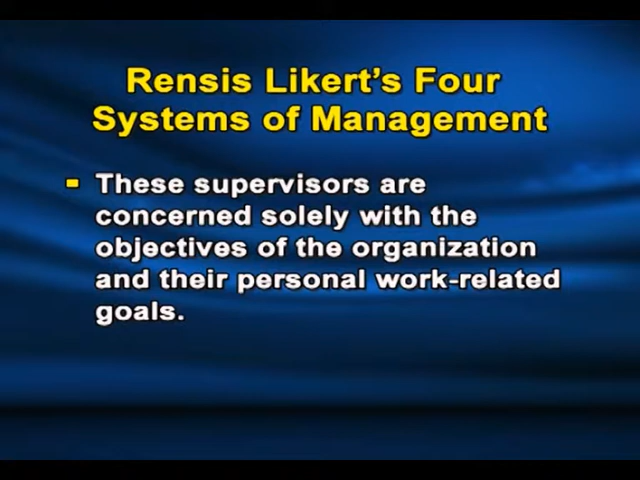 Rensis Likert's Four
Systems of Management
These supervisors are
concerned solely with the
objectives of the organization
and their personal work-related
goals.